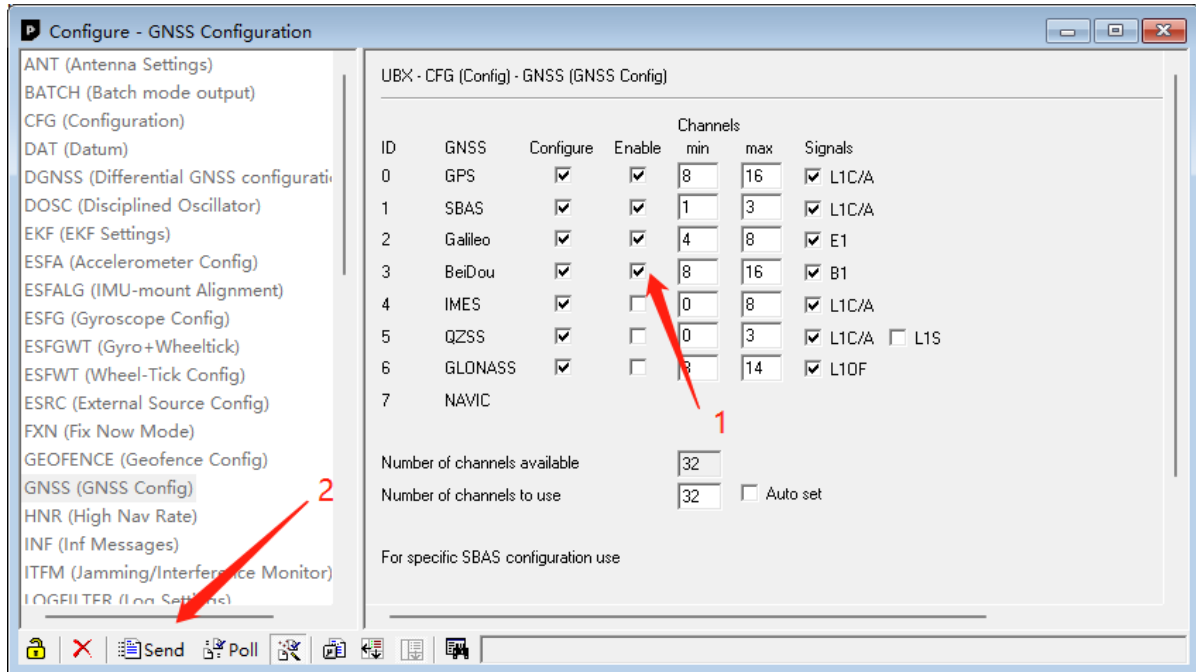 Configure - GNSS Configuration
ANT (Antenna Settings)
BATCH (Batch mode output)
CFG (Configuration)
DAT (Datum)
DGNSS (Differential GNSS configurati
DOSC (Disciplined Oscillator)
EKF (EKF Settings)
ESFA (Accelerometer Config)
ESFALG (IMU-mount Alignment)
ESFG (Gyroscope Config)
ESFGWT (Gyro+Wheeltick)
ESFWT (Wheel-Tick Config)
ESRC (External Source Config)
FXN (Fix Now Mode)
GEOFENCE (Geofence Config)
GNSS (GNSS Config)
HNR (High Nav Rate)
INF (Inf Messages)
ITFM (Jamming/Interference Monitor)
LOGFILTER (Log Settings)
2
UBX - CFG (Config) - GNSS (GNSS Config)
Channels
ID GNSS Configure Enable min max Signals
0 GPS 8 16 L1C/A
1 SBAS 1 3 L1C/A
2 Galileo 4 8 E1
3 BeiDou 8 16 B1
4 IMES 0 8 L1C/A
5 QZSS 0 3 L1C/A L1S
6 GLONASS 14 L1OF
7 NAVIC
1
Number of channels available 32
Number of channels to use 32 Auto set
For specific SBAS configuration use
Send Poll